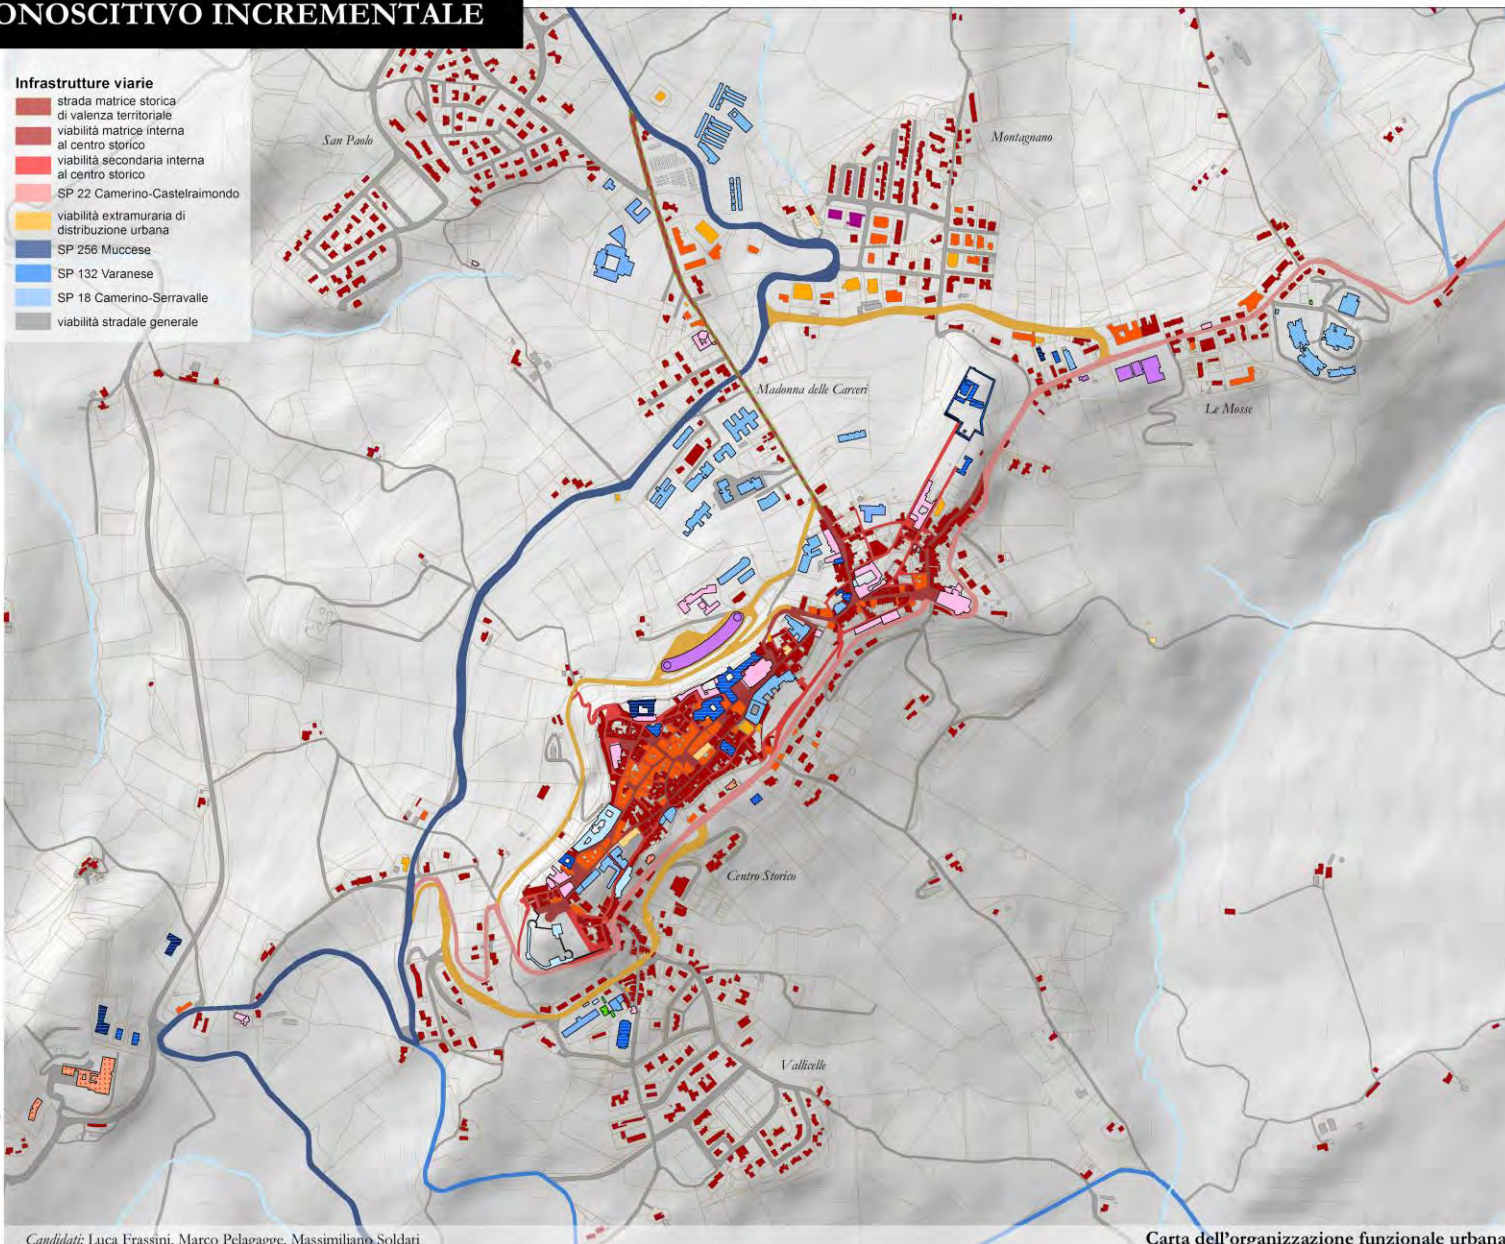 ONOSCITIVO INCREMENTALE
Infrastrutture viarie
strada matrice storica
di valenza territoriale
viabilità matrice interna
al centro storico
viabilità secondaria interna
al centro storico
SP 22 Camerino-Castelraimondo
viabilità extramuraria di
distribuzione urbana
SP 256 Muccese
SP 132 Varanese
SP 18 Camerino-Serravalle
viabilità stradale generale
San Paolo
Montagnano
Madonna delle Carceri
Le Mosse
Centro Storico
Vallicelle
Candidati: Luca Frassini, Marco Pelagagge, Massimiliano Soldati
Carta dell'organizzazione funzionale urbana